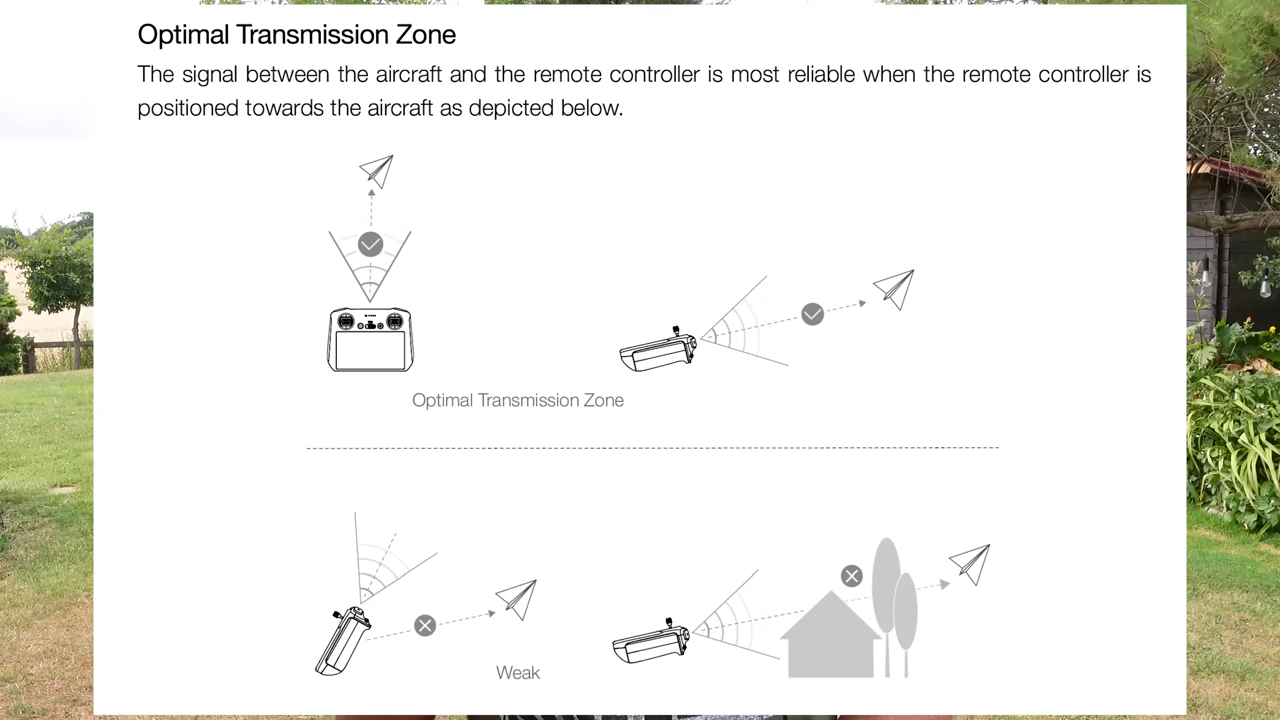 Optimal Transmission Zone
The signal between the aircraft and the remote controller is most reliable when the remote controller is
positioned towards the aircraft as depicted below.
Optimal Transmission Zone
Weak